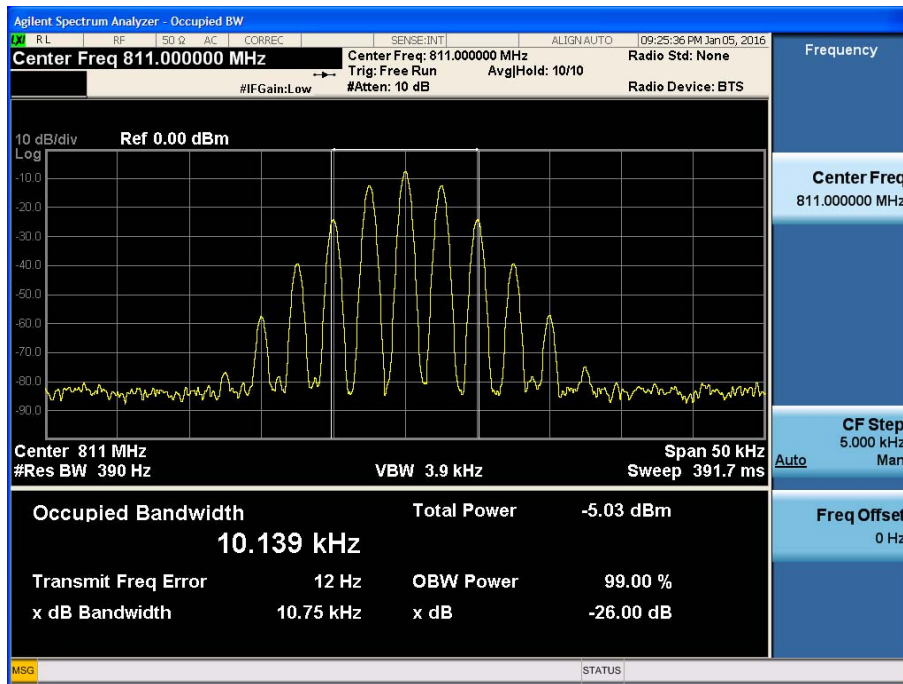 Agilent Spectrum Analyzer - Occupied BW
LXI RL RF 50 Ω AC CORREC SENSE:INT ALIGN AUTO 09:25:36 PM Jan 05, 2016
Center Freq 811.000000 MHz
Center Freq: 811.000000 MHz Radio Std: None
Trig: Free Run Avg|Hold: 10/10
#IFGain:Low #Atten: 10 dB Radio Device: BTS
10 dB/div Ref 0.00 dBm
Log
-10.0
-20.0
-30.0
-40.0
-50.0
-60.0
-70.0
-80.0
-90.0
Center 811 MHz Span 50 kHz
#Res BW 390 Hz VBW 3.9 kHz Sweep 391.7 ms
Occupied Bandwidth Total Power -5.03 dBm
10.139 kHz
Transmit Freq Error 12 Hz OBW Power 99.00 %
x dB Bandwidth 10.75 kHz x dB -26.00 dB
MSG STATUS
Frequency
Center Freq
811.000000 MHz
CF Step
5.000 kHz
Auto Man
Freq Offset
0 Hz